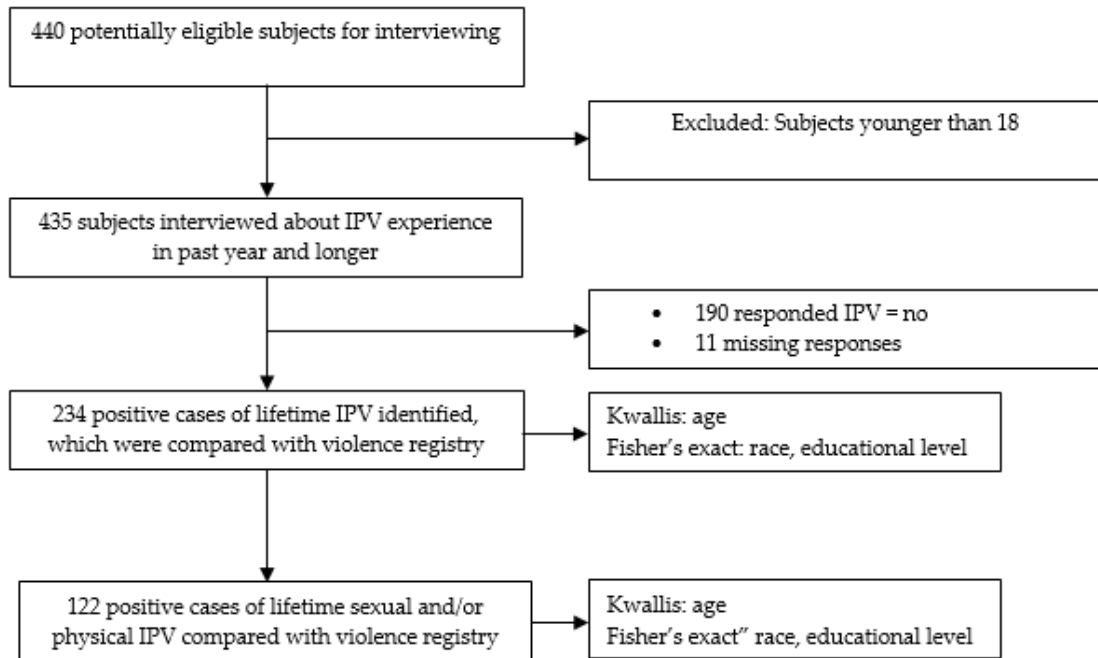 440 potentially eligible subjects for interviewing
Excluded: Subjects younger than 18
435 subjects interviewed about IPV experience
in past year and longer
• 190 responded IPV = no
• 11 missing responses
234 positive cases of lifetime IPV identified,
which were compared with violence registry
Kwallis: age
Fisher's exact: race, educational level
122 positive cases of lifetime sexual and/or
physical IPV compared with violence registry
Kwallis: age
Fisher's exact” race, educational level